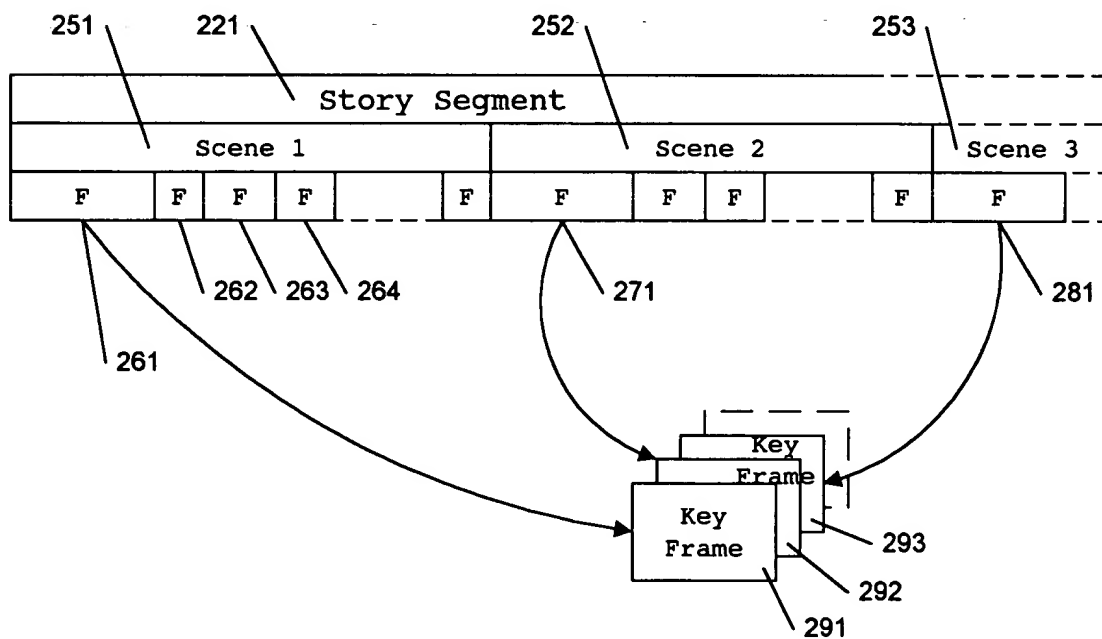 251
221
252
253
Story Segment
Scene 1
Scene 2
Scene 3
F F F F F F F F F F
262
263
264
271
281
261
Key
Frame
Key
Frame
293
292
291